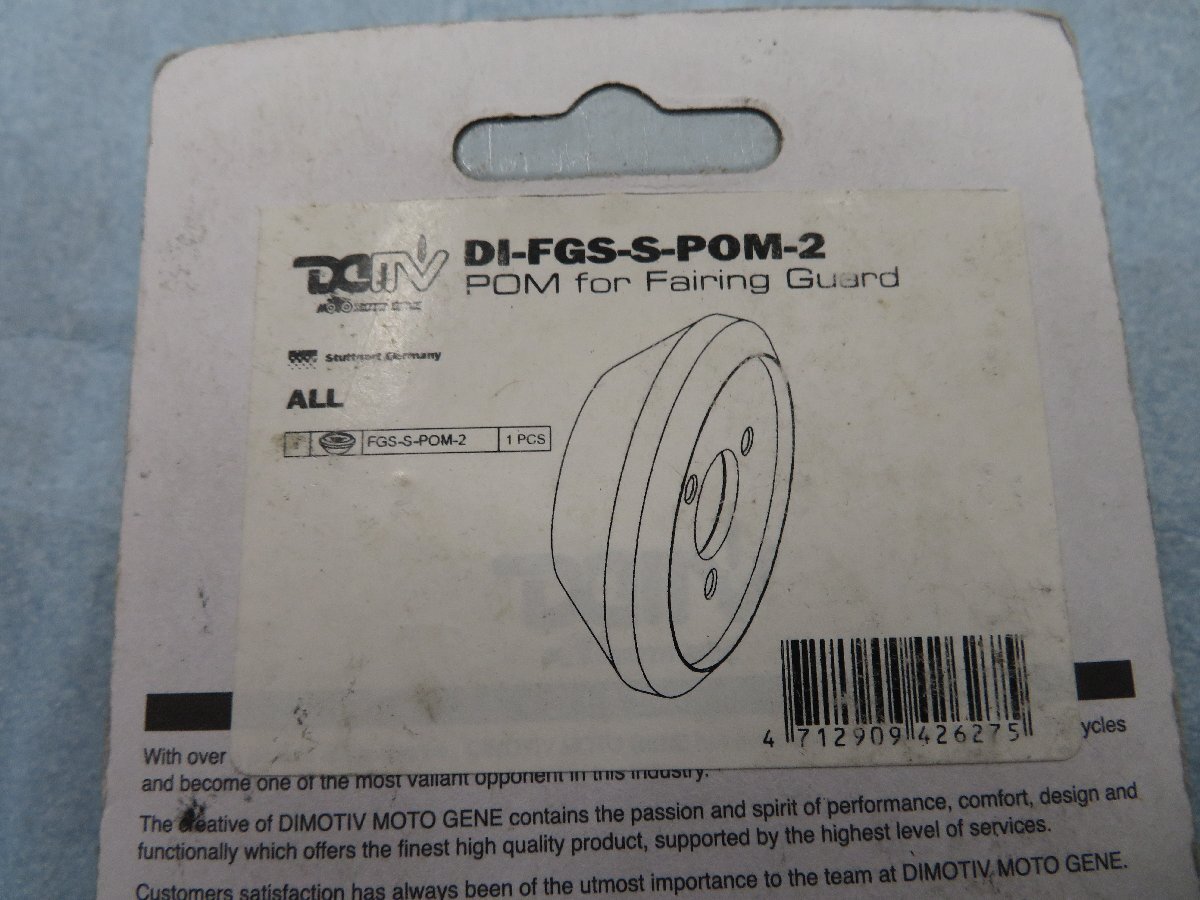 DI-FGS-S-POM-2
POM for Fairing Guard
DCMTV
Stuttgart Germany
ALL
FGS-S-POM-2 1 PCS
4 712909 426275
With over
ycles
and become one of the most valiant opponent in this industry.
The creative of DIMOTIV MOTO GENE contains the passion and spirit of performance, comfort, design and
functionally which offers the finest high quality product, supported by the highest level of services.
Customers satisfaction has always been of the utmost importance to the team at DIMOTIV MOTO GENE.